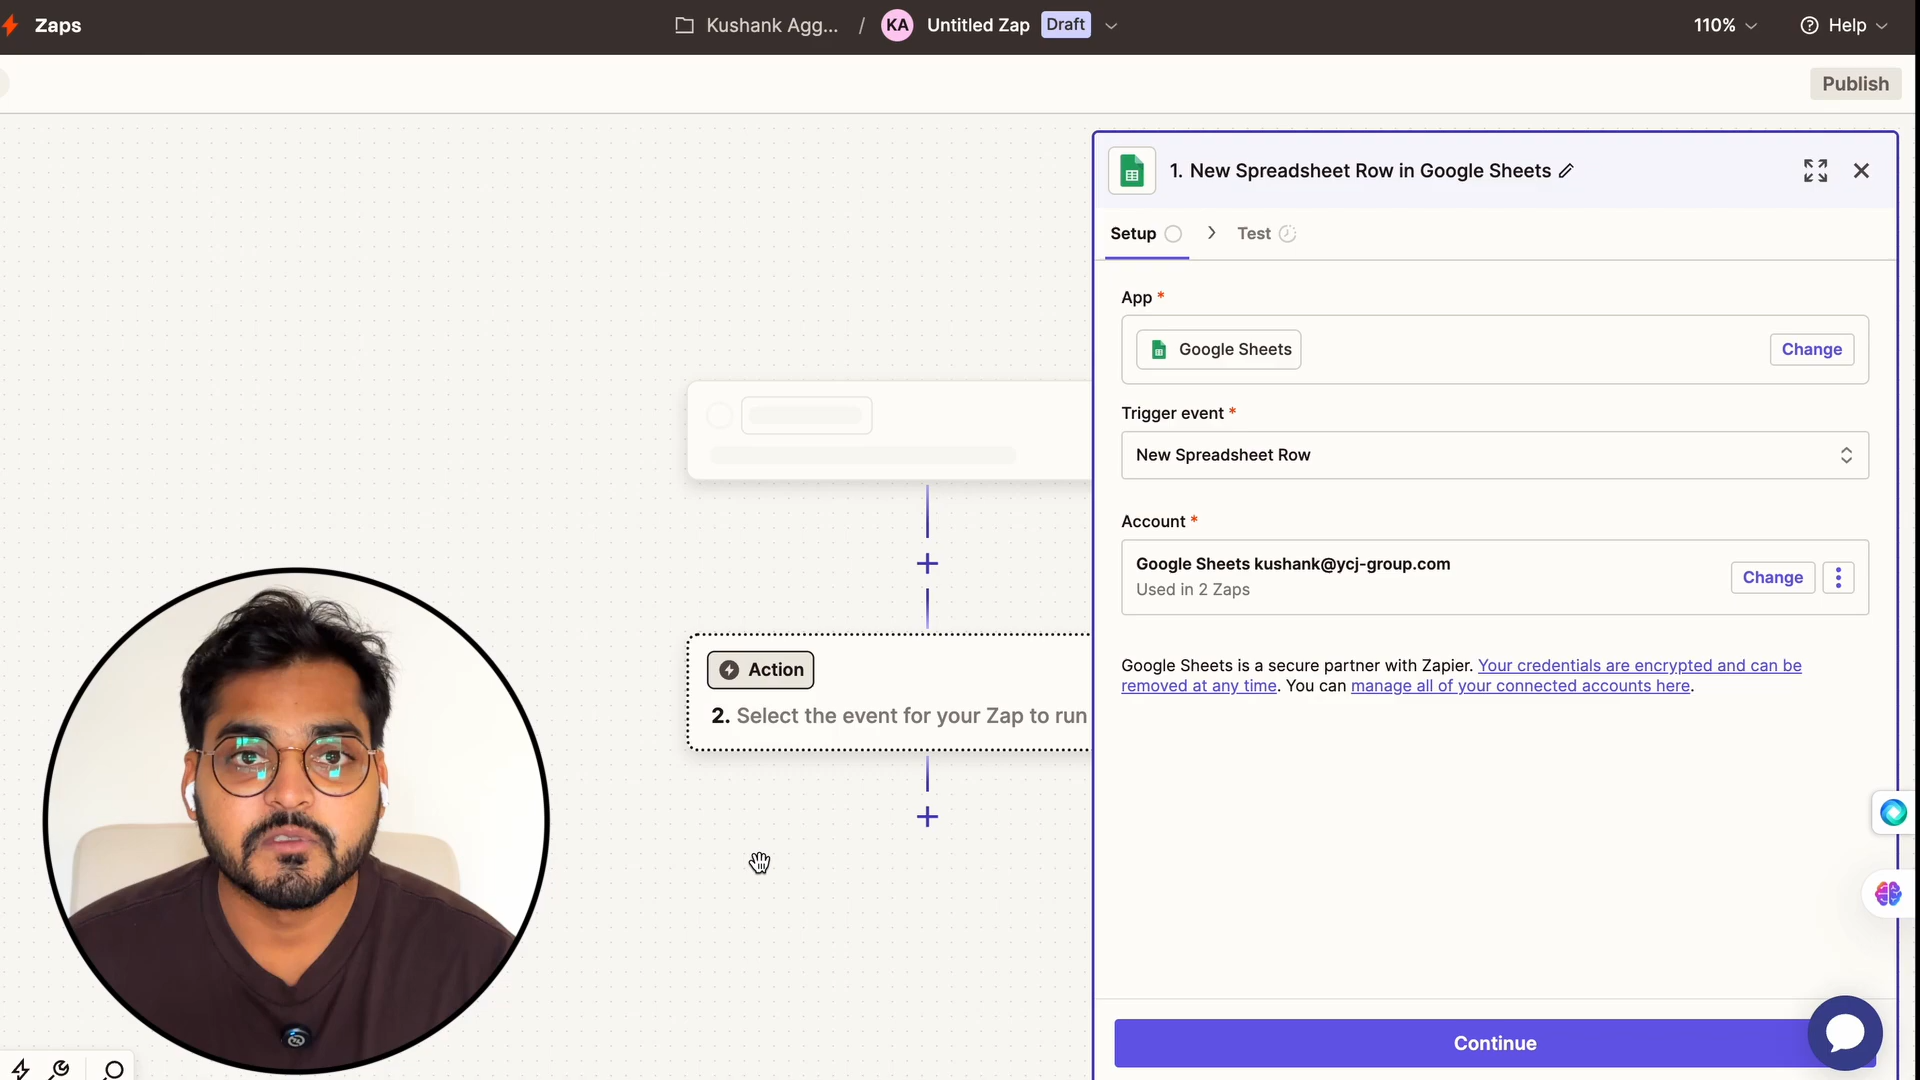 Zaps
Kushank Agg... / KA Untitled Zap Draft
110%
Help
Publish
1. New Spreadsheet Row in Google Sheets
Setup
Test
App *
Google Sheets
Change
Trigger event *
New Spreadsheet Row
Account *
Google Sheets kushank@ycj-group.com
Used in 2 Zaps
Change
Google Sheets is a secure partner with Zapier. Your credentials are encrypted and can be
removed at any time. You can manage all of your connected accounts here.
Action
2. Select the event for your Zap to run
Continue